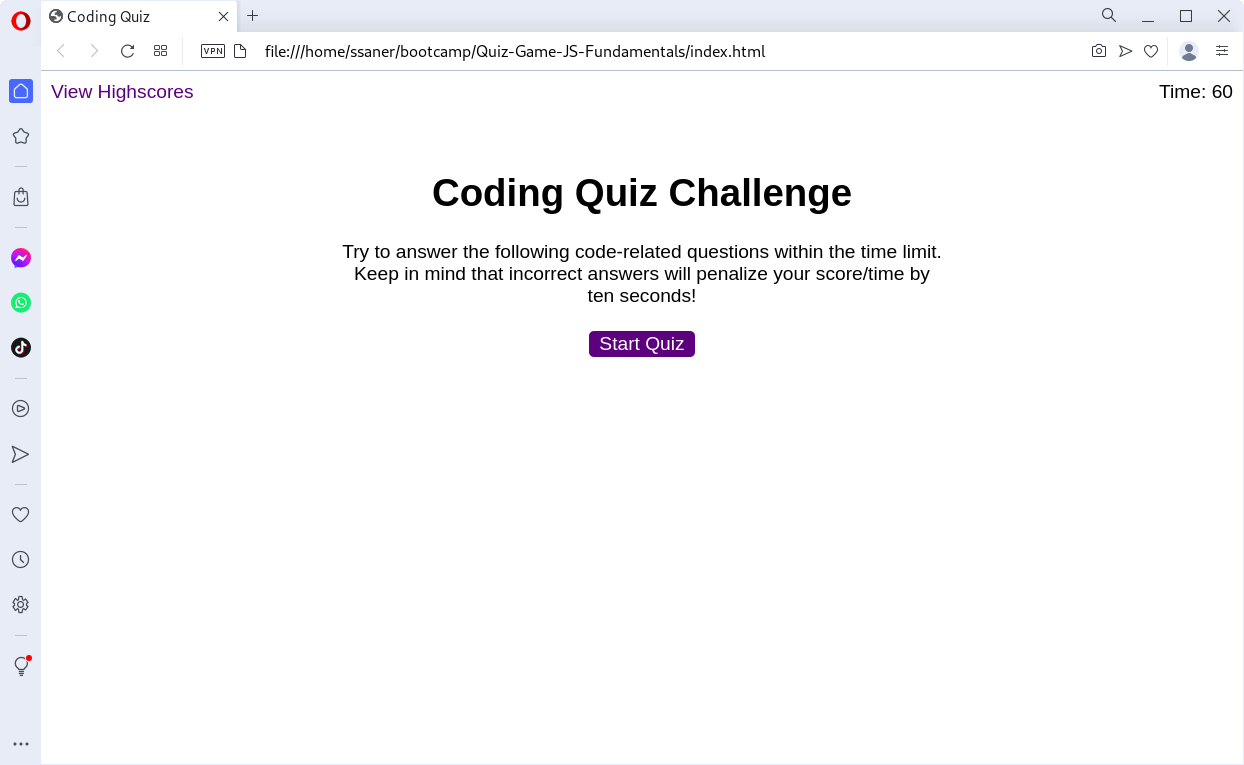 Coding Quiz
VPN
file:///home/ssaner/bootcamp/Quiz-Game-JS-Fundamentals/index.html
View Highscores
Time: 60
Coding Quiz Challenge
Try to answer the following code-related questions within the time limit.
Keep in mind that incorrect answers will penalize your score/time by
ten seconds!
Start Quiz